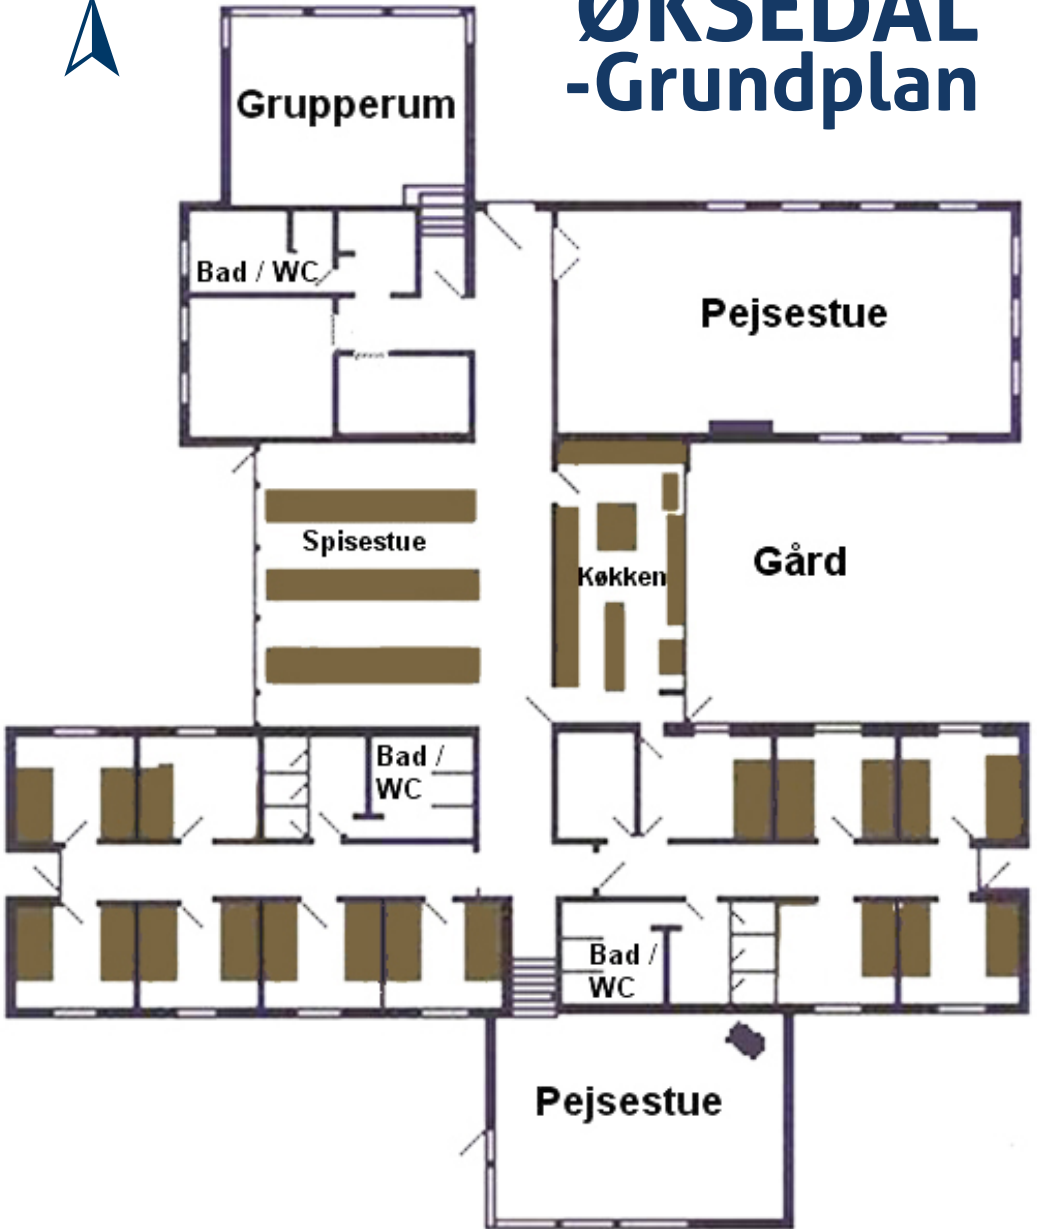 ØKSEDAL
-Grundplan
Grupperum
Bad / WC
Pejsestue
Spisestue
Køkken
Gård
Bad /
WC
Bad /
WC
Pejsestue